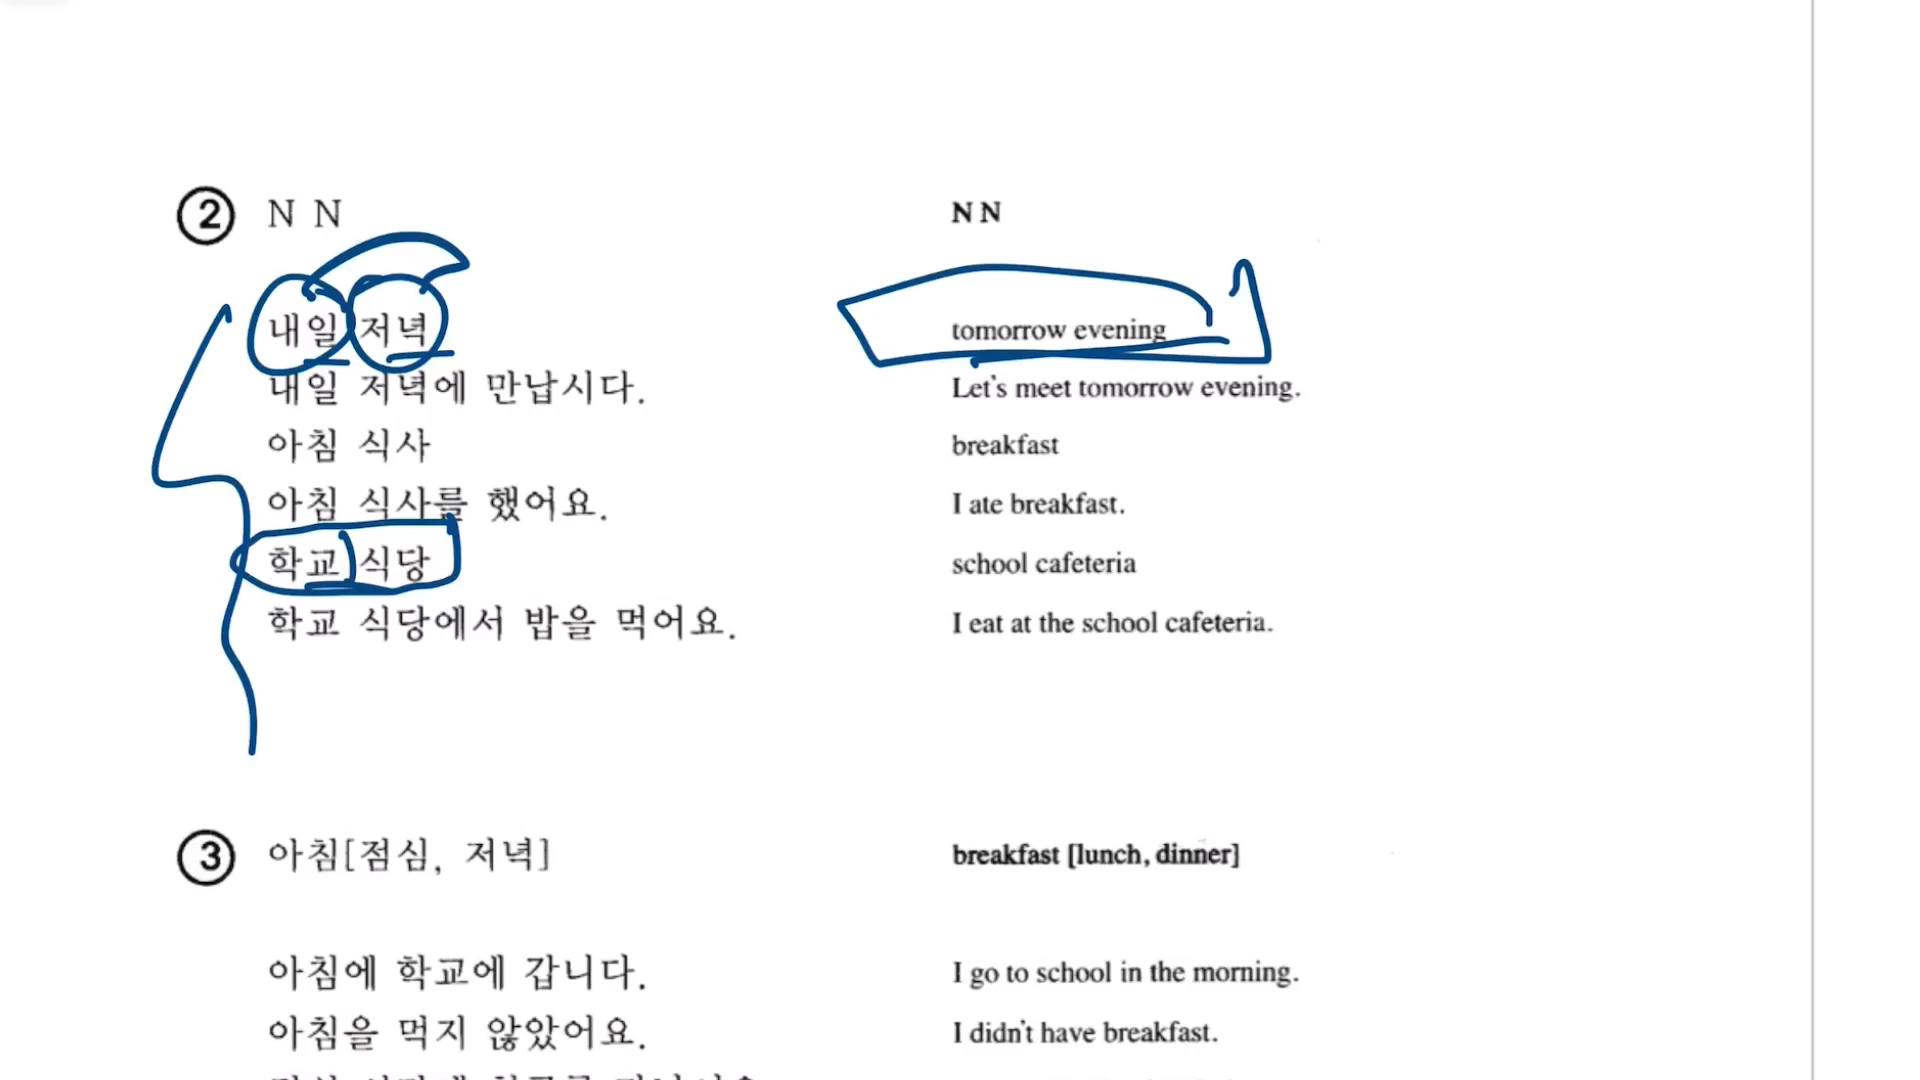 ② N N
N N
내일 저녁
tomorrow evening
내일 저녁에 만납시다.
Let's meet tomorrow evening.
아침 식사
breakfast
아침 식사를 했어요.
I ate breakfast.
학교 식당
school cafeteria
학교 식당에서 밥을 먹어요.
I eat at the school cafeteria.
③ 아침[점심, 저녁]
breakfast [lunch, dinner]
아침에 학교에 갑니다.
I go to school in the morning.
아침을 먹지 않았어요.
I didn't have breakfast.